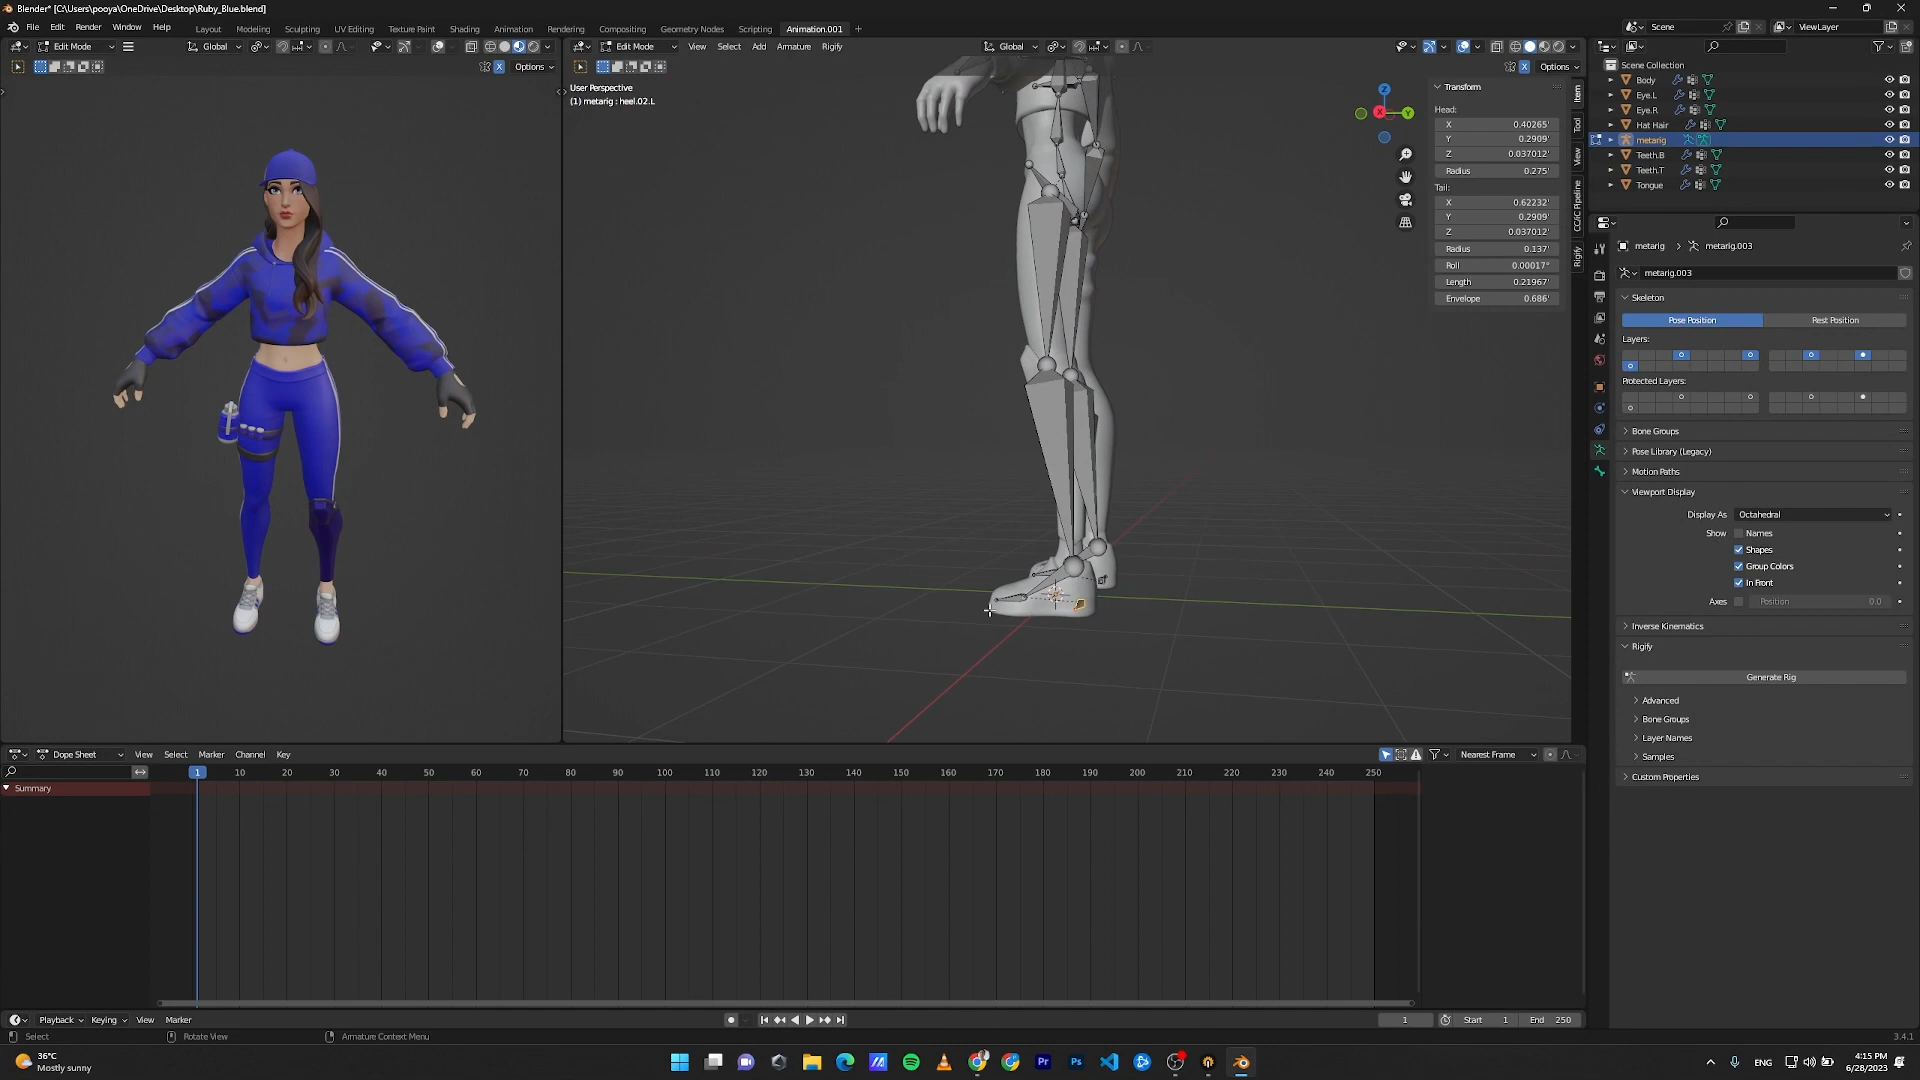 Blender* [C:\Users\pooya\OneDrive\Desktop\Ruby_Blue.blend]
File Edit Render Window Help
Layout Modeling Sculpting UV Editing Texture Paint Shading Animation Rendering Compositing Geometry Nodes Scripting Animation.001 +
Scene
ViewLayer
Edit Mode
Global
Options
Edit Mode View Select Add Armature Rigify
Global
Options
User Perspective
(1) metarig : heel.02.L
Z
X
Y
Transform
Head:
X 0.40265'
Y 0.2909'
Z 0.037012'
Radius 0.275'
Tail:
X 0.62232'
Y 0.2909'
Z 0.037012'
Radius 0.137'
Roll 0.00017°
Length 0.21967'
Envelope 0.686'
Item
Tool
View
CC/iC Pipeline
Rigify
Scene Collection
Body
Eye.L
Eye.R
Hat Hair
metarig
Teeth.B
Teeth.T
Tongue
metarig > metarig.003
metarig.003
Skeleton
Pose Position Rest Position
Layers:
Protected Layers:
Bone Groups
Pose Library (Legacy)
Motion Paths
Viewport Display
Display As Octahedral
Show Names
Shapes
Group Colors
In Front
Axes Position 0.0
Inverse Kinematics
Rigify
Generate Rig
Advanced
Bone Groups
Layer Names
Samples
Custom Properties
Dope Sheet View Select Marker Channel Key
Nearest Frame
1 10 20 30 40 50 60 70 80 90 100 110 120 130 140 150 160 170 180 190 200 210 220 230 240 250
Summary
Playback Keying View Marker
1 Start 1 End 250
Select Rotate View Armature Context Menu
3.4.1
36°C
Mostly sunny
Pr
Ps
ENG
4:15 PM
6/28/2023